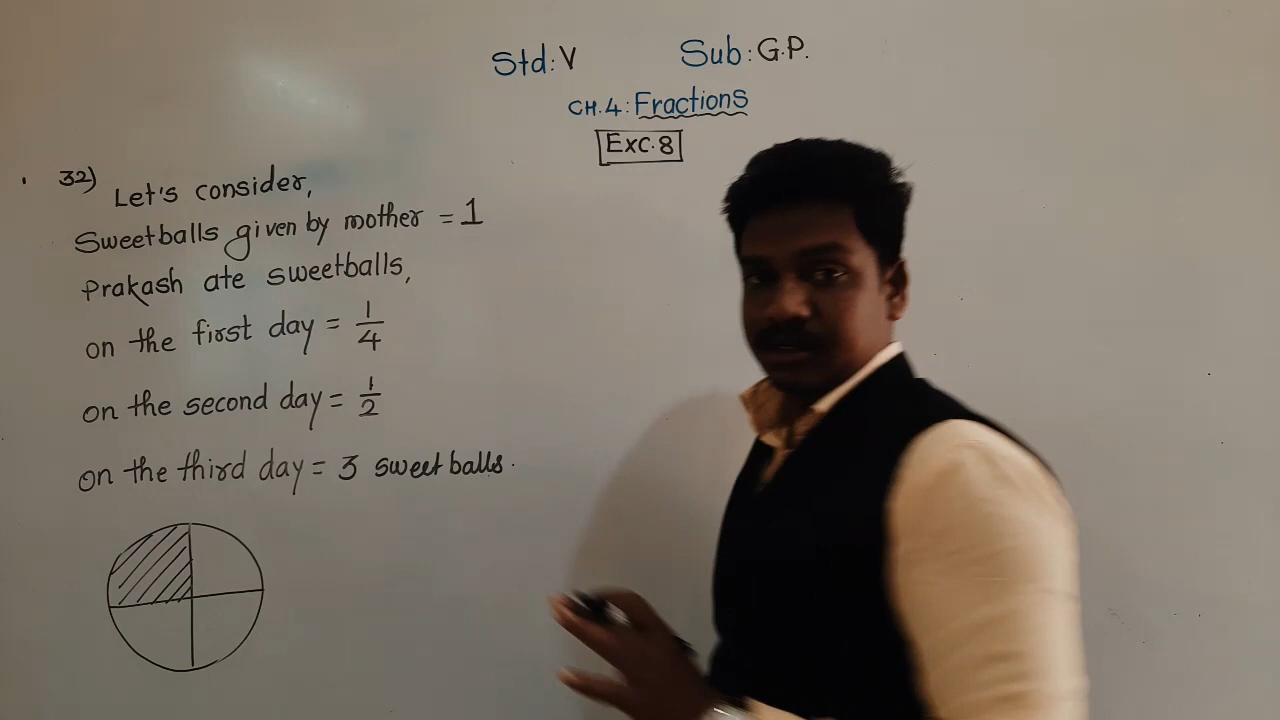 Std: V Sub: G.P.
CH.4: Fractions
Exc.8
32) Let's consider,
Sweetballs given by mother = 1
Prakash ate sweetballs,
on the first day = 1/4
on the second day = 1/2
on the third day = 3 sweet balls.